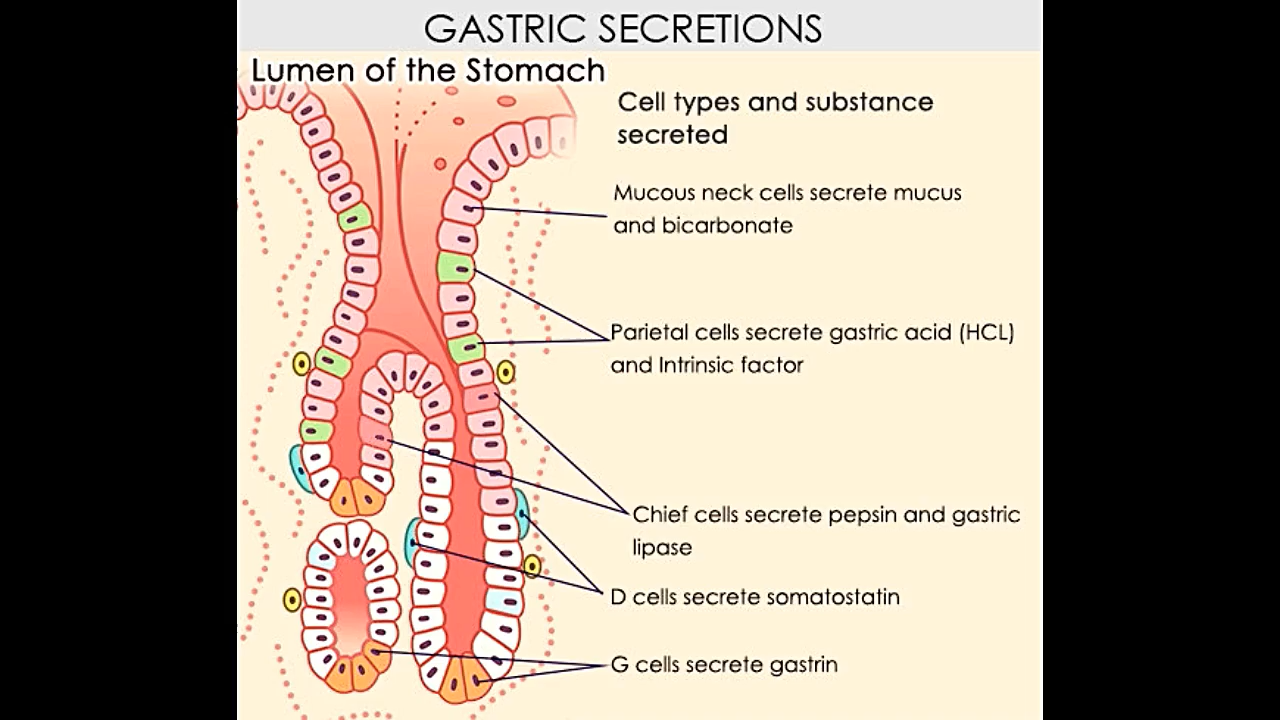 GASTRIC SECRETIONS
Lumen of the Stomach
Cell types and substance
secreted
Mucous neck cells secrete mucus
and bicarbonate
Parietal cells secrete gastric acid (HCL)
and Intrinsic factor
Chief cells secrete pepsin and gastric
lipase
D cells secrete somatostatin
G cells secrete gastrin